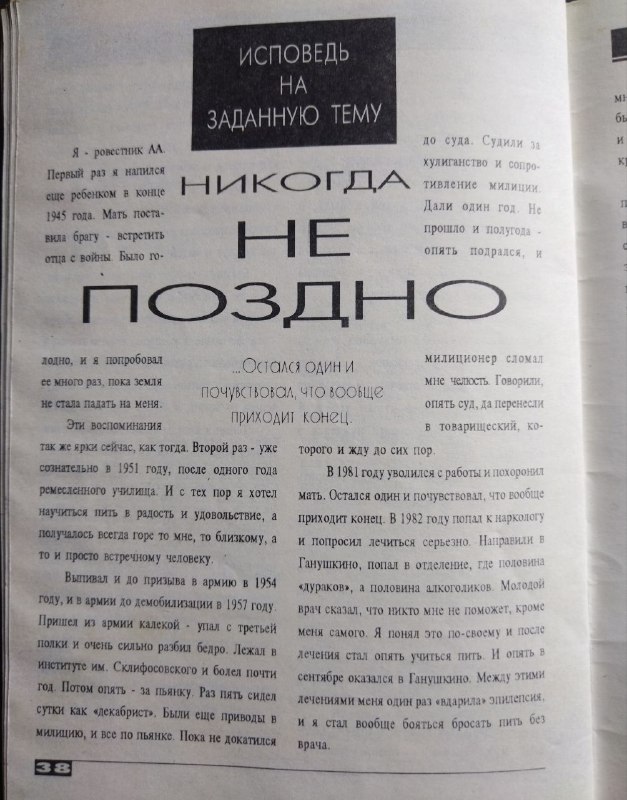 ИСПОВЕДЬ
НА
ЗАДАННУЮ ТЕМУ
НИКОГДА
НЕ
ПОЗДНО
Я - ровестник АА.
Первый раз я напился
еще ребенком в конце
1945 года. Мать поста-
вила брагу - встретить
отца с войны. Было го-
лодно, и я попробовал
ее много раз, пока земля
не стала падать на меня.
Эти воспоминания
так же ярки сейчас, как тогда. Второй раз - уже
сознательно в 1951 году, после одного года
ремесленного училища. И с тех пор я хотел
научиться пить в радость и удовольствие, а
получалось всегда горе то мне, то близкому, а
то и просто встречному человеку.
Выпивал и до призыва в армию в 1954
году, и в армии до демобилизации в 1957 году.
Пришел из армии калекой - упал с третьей
полки и очень сильно разбил бедро. Лежал в
институте им. Склифосовского и болел почти
год. Потом опять - за пьянку. Раз пять сидел
сутки как «декабрист». Были еще приводы в
милицию, и все по пьянке. Пока не докатился
...Остался один и
почувствовал, что вообще
приходит конец.
до суда. Судили за
хулиганство и сопро-
тивление милиции.
Дали один год. Не
прошло и полугода -
опять подрался, и
милиционер сломал
мне челюсть. Говорили,
опять суд, да перенесли
в товарищеский, ко-
торого и жду до сих пор.
В 1981 году уволился с работы и похоронил
мать. Остался один и почувствовал, что вообще
приходит конец. В 1982 году попал к наркологу
и попросил лечиться серьезно. Направили в
Ганушкино, попал в отделение, где половина
«дураков», а половина алкоголиков. Молодой
врач сказал, что никто мне не поможет, кроме
меня самого. Я понял это по-своему и после
лечения стал опять учиться пить. И опять в
сентябре оказался в Ганушкино. Между этими
лечениями меня один раз «вдарила» эпилепсия,
и я стал вообще бояться бросать пить без
врача.
38